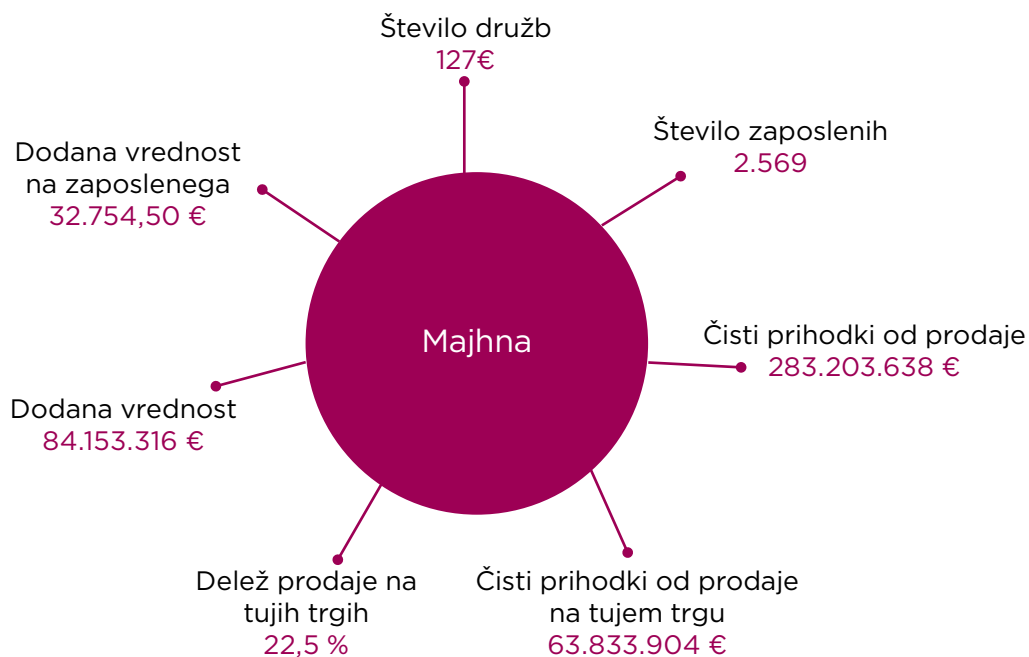 Število družb
127€
Število zaposlenih
2.569
Dodana vrednost
na zaposlenega
32.754,50 €
Majhna
Čisti prihodki od prodaje
283.203.638 €
Dodana vrednost
84.153.316 €
Delež prodaje na
tujih trgih
22,5 %
Čisti prihodki od prodaje
na tujem trgu
63.833.904 €